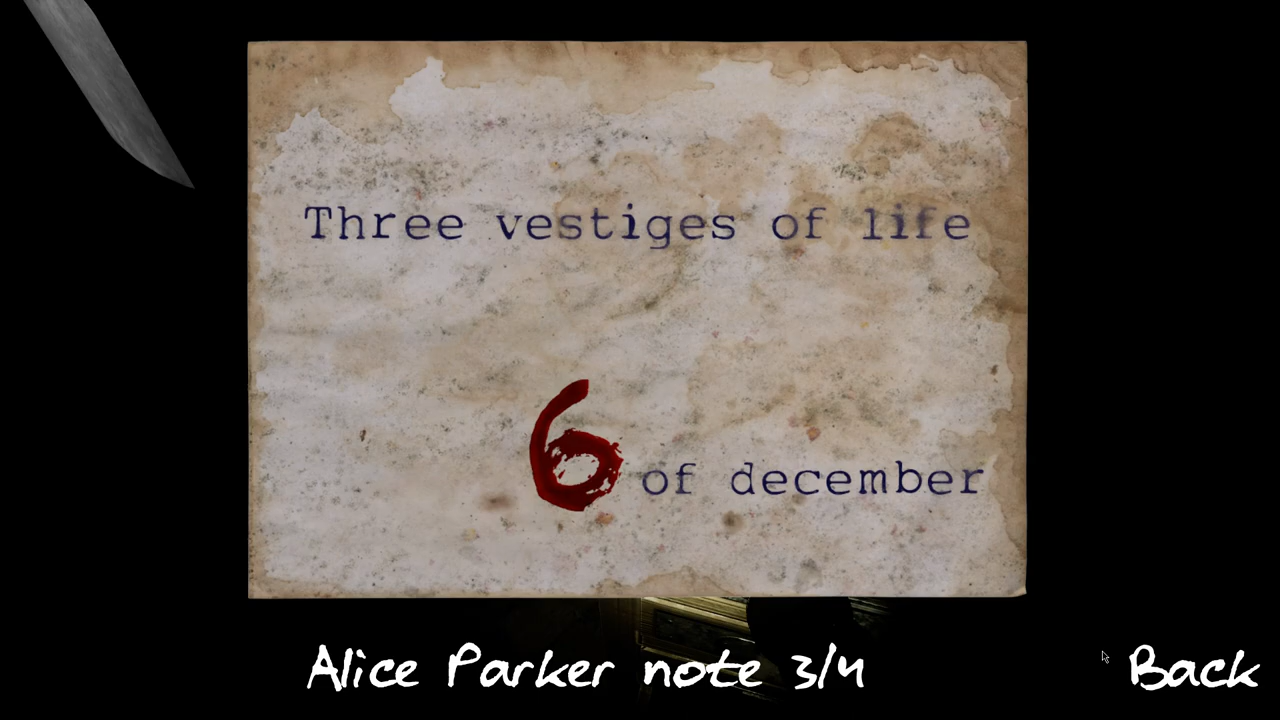 Three vestiges of life
6 of december
Alice Parker note 3/4
Back